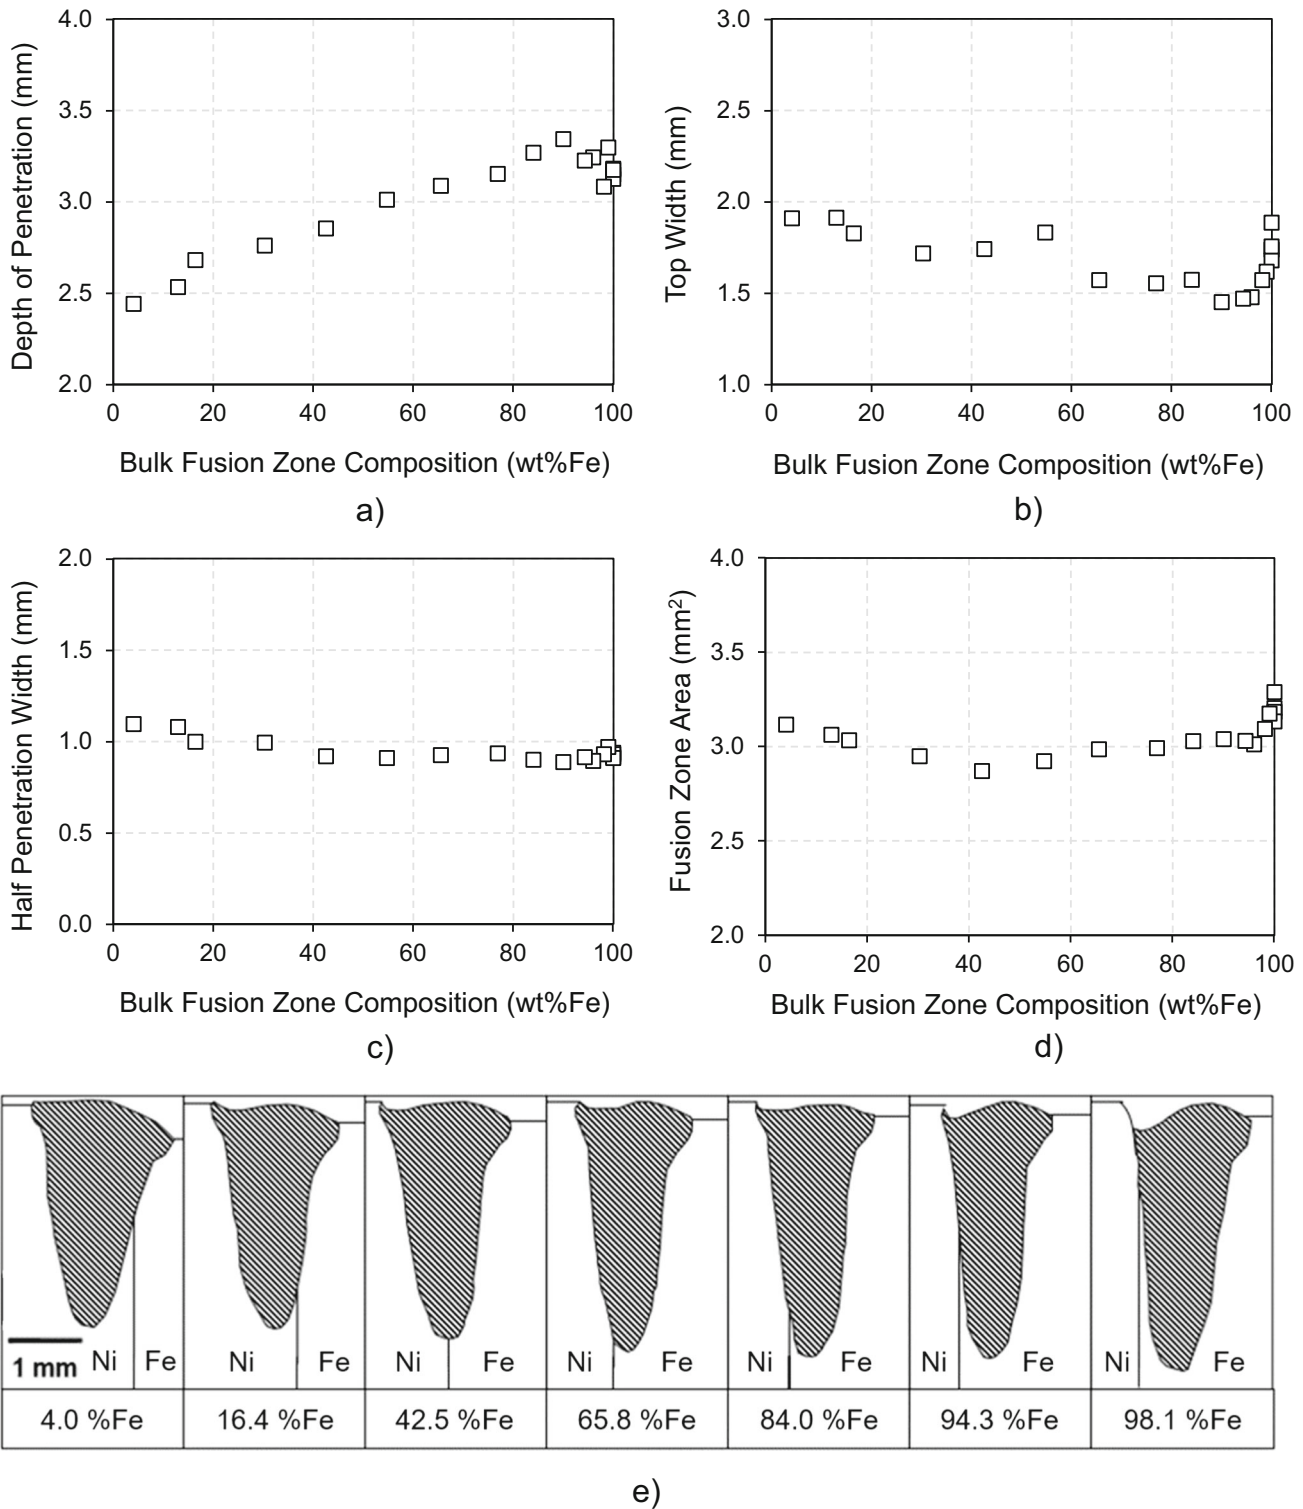 4.0
3.5
3.0
2.5
2.0
Depth of Penetration (mm)
0 20 40 60 80 100
Bulk Fusion Zone Composition (wt%Fe)
a)
3.0
2.5
2.0
1.5
1.0
Top Width (mm)
0 20 40 60 80 100
Bulk Fusion Zone Composition (wt%Fe)
b)
2.0
1.5
1.0
0.5
0.0
Half Penetration Width (mm)
0 20 40 60 80 100
Bulk Fusion Zone Composition (wt%Fe)
c)
4.0
3.5
3.0
2.5
2.0
Fusion Zone Area (mm²)
0 20 40 60 80 100
Bulk Fusion Zone Composition (wt%Fe)
d)
1 mm
Ni Fe Ni Fe Ni Fe Ni Fe Ni Fe Ni Fe Ni Fe
4.0 %Fe 16.4 %Fe 42.5 %Fe 65.8 %Fe 84.0 %Fe 94.3 %Fe 98.1 %Fe
e)